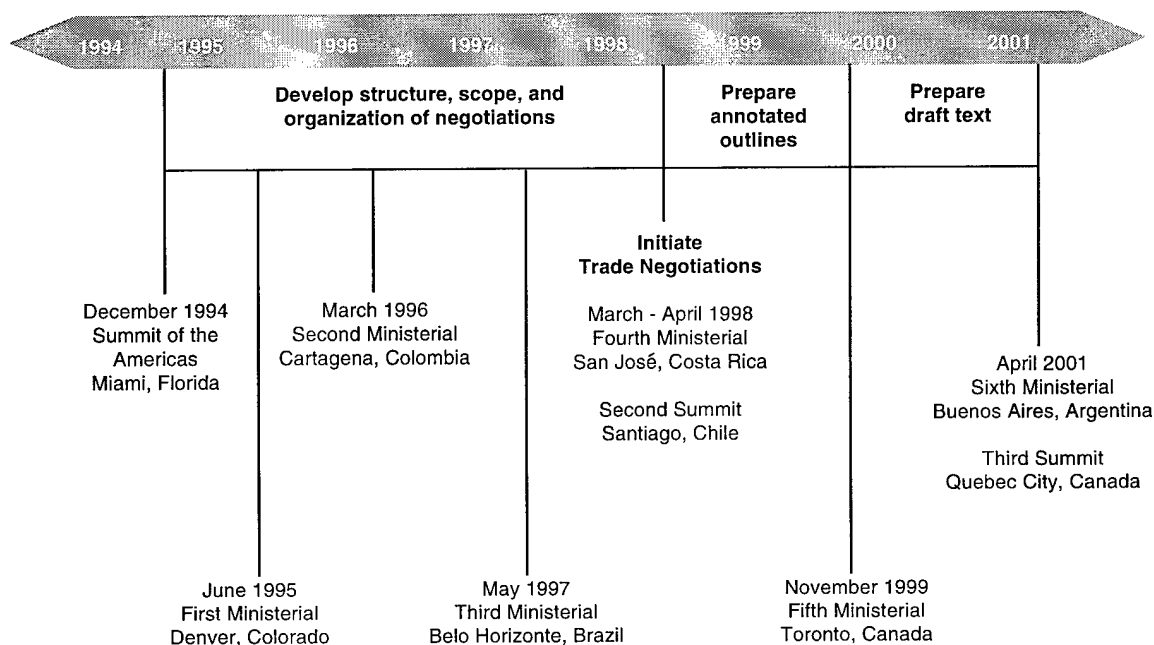 1994 1995 1996 1997 1998 1999 2000 2001
Develop structure, scope, and
organization of negotiations
Prepare
annotated
outlines
Prepare
draft text
Initiate
Trade Negotiations
December 1994
Summit of the
Americas
Miami, Florida
March 1996
Second Ministerial
Cartagena, Colombia
March - April 1998
Fourth Ministerial
San José, Costa Rica
Second Summit
Santiago, Chile
April 2001
Sixth Ministerial
Buenos Aires, Argentina
Third Summit
Quebec City, Canada
June 1995
First Ministerial
Denver, Colorado
May 1997
Third Ministerial
Belo Horizonte, Brazil
November 1999
Fifth Ministerial
Toronto, Canada